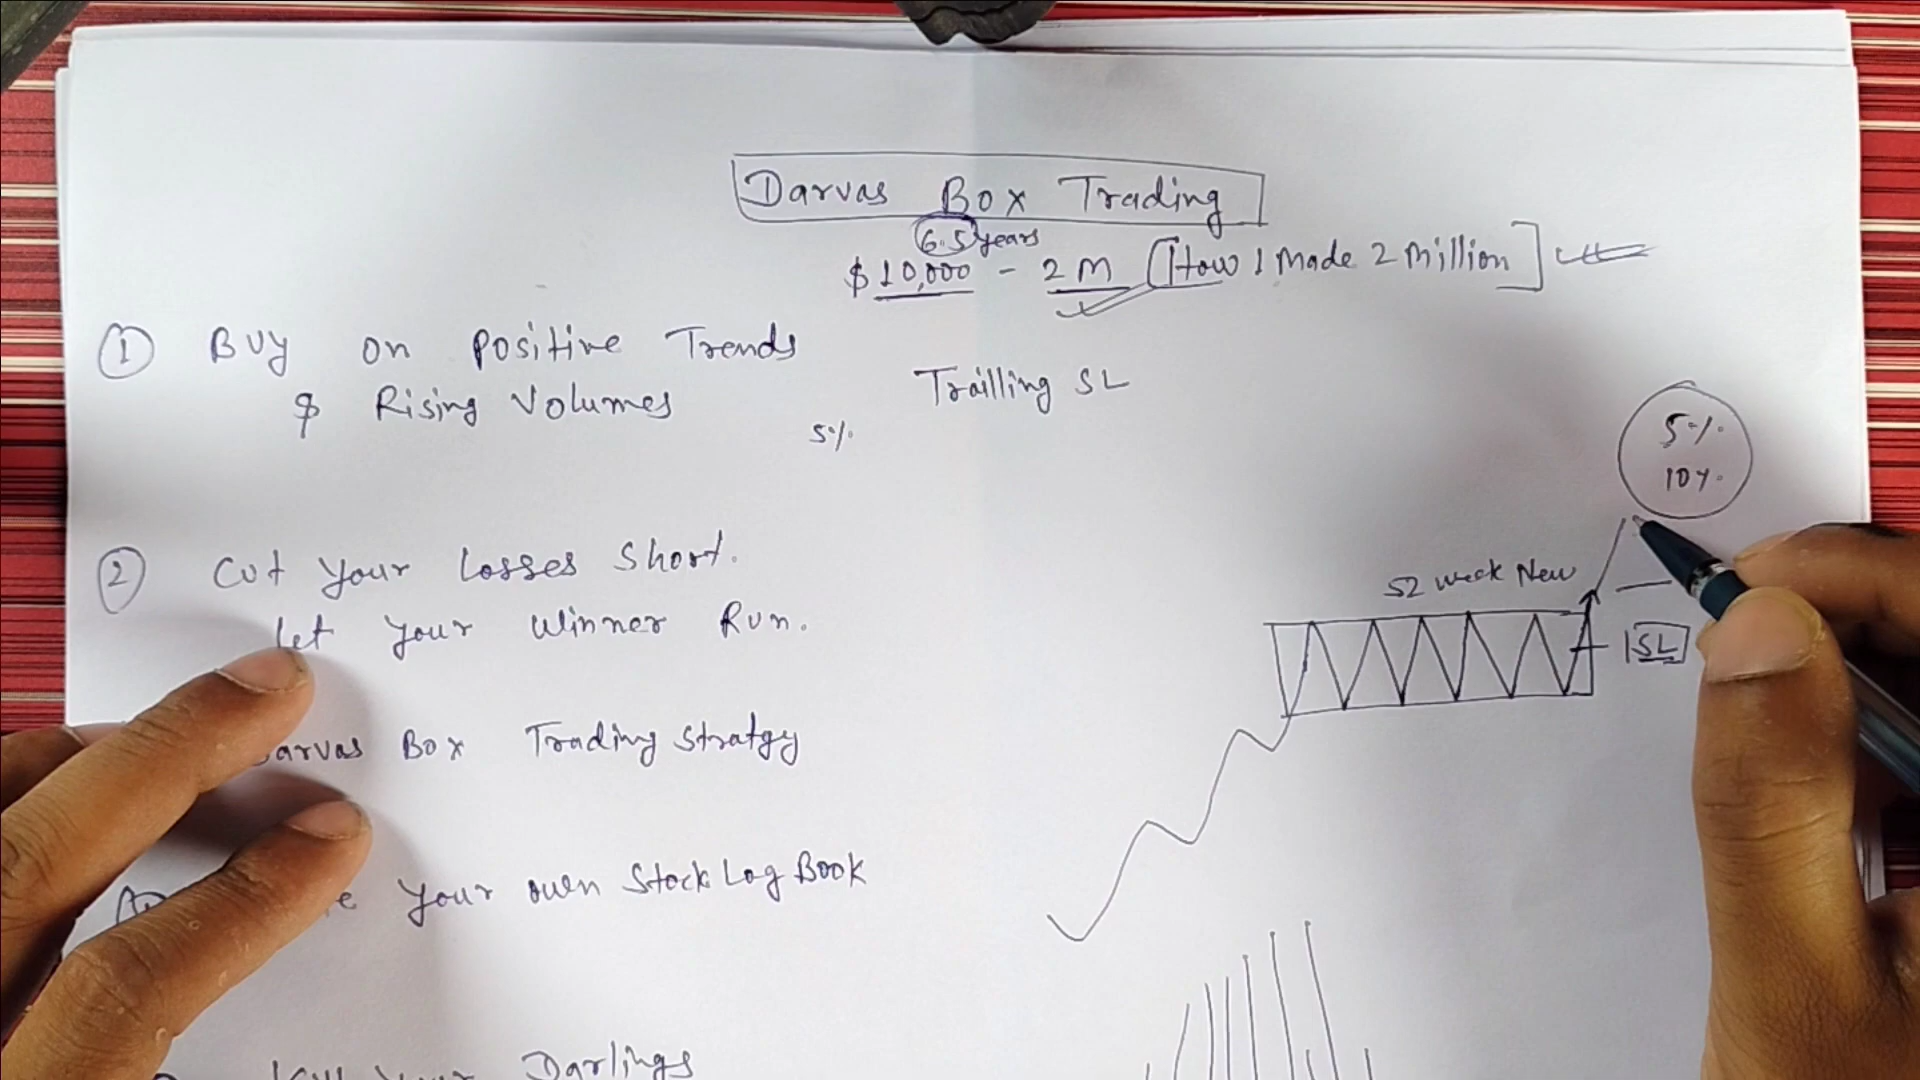 Darvas Box Trading
6.5 years
$ 10,000 - 2 M [How I Made 2 Million]
① Buy on Positive Trends
& Rising Volumes
Trailling SL
5%
5%
10%
② Cut Your Losses Short.
Let Your Winner Run.
52 week New
SL
arvas Box Trading Stratgy
Your own Stock Log Book
Your Darlings